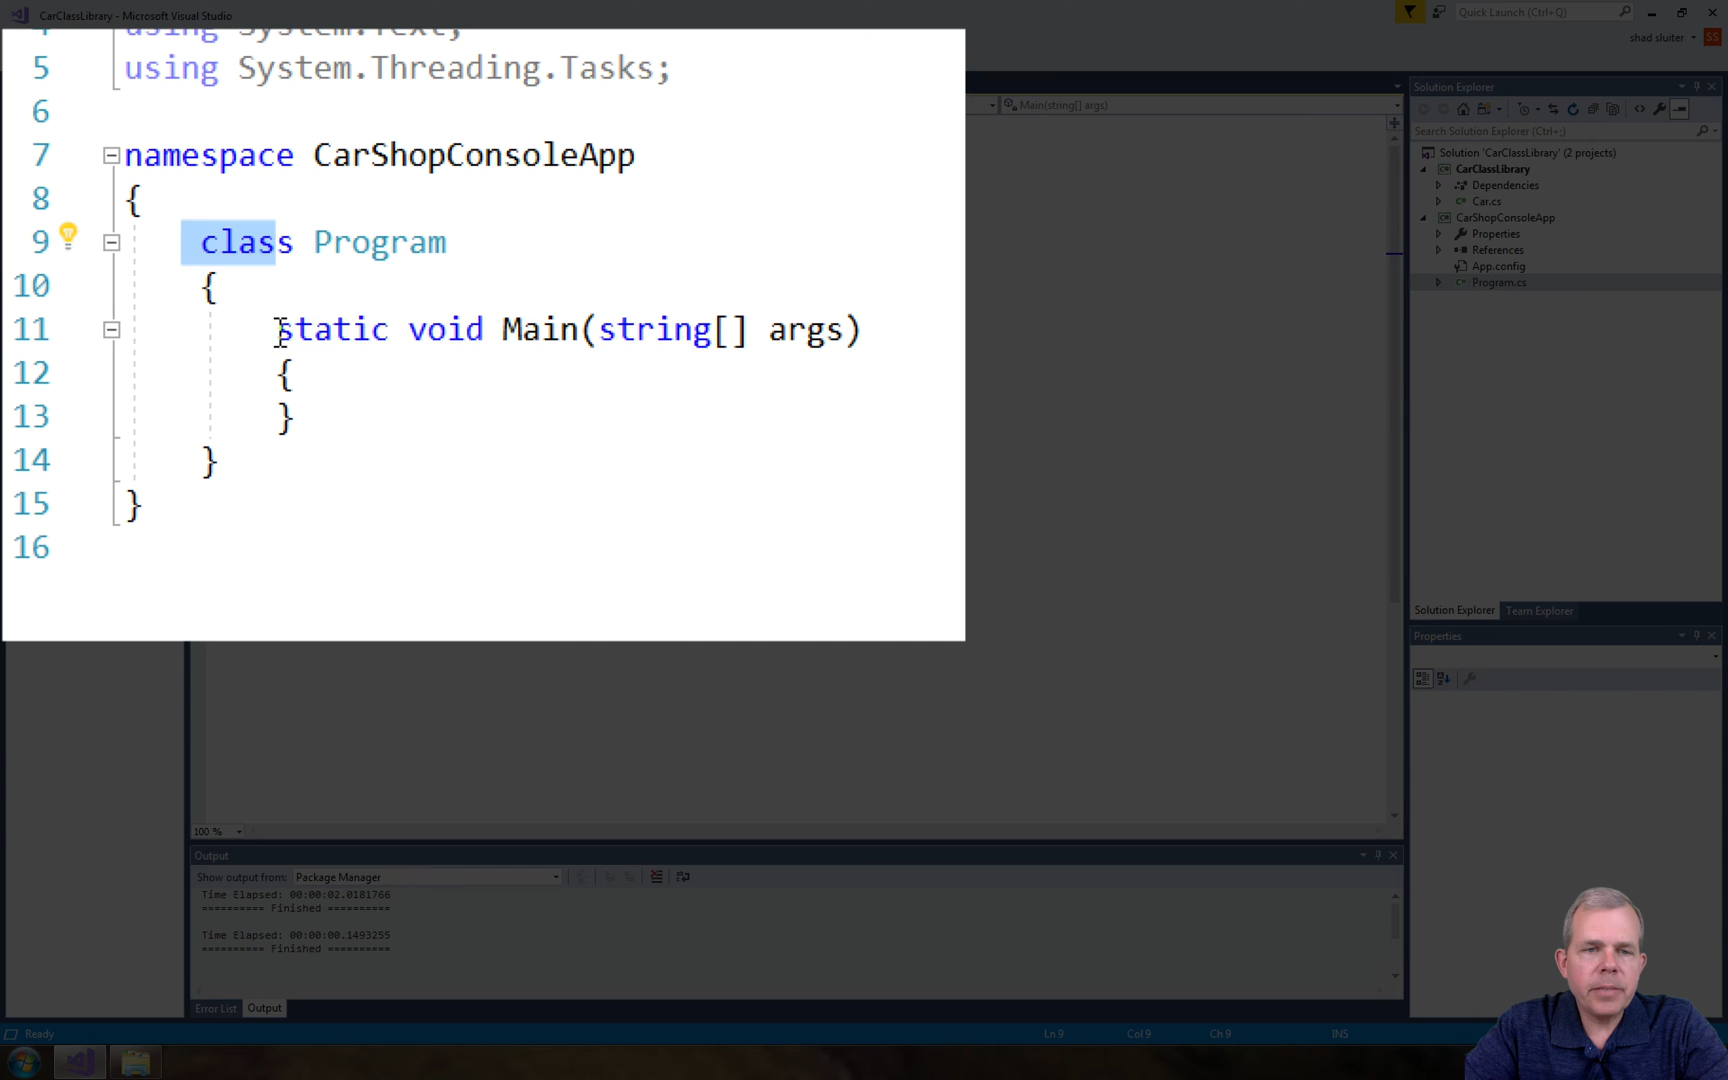 CarClassLibrary - Microsoft Visual Studio
Quick Launch (Ctrl+Q)
shad sluiter
SS
4 using System.Text;
5 using System.Threading.Tasks;
6
7 namespace CarShopConsoleApp
8 {
9 class Program
10 {
11 static void Main(string[] args)
12 {
13 }
14 }
15 }
16
Main(string[] args)
Solution Explorer
Search Solution Explorer (Ctrl+;)
Solution 'CarClassLibrary' (2 projects)
CarClassLibrary
Dependencies
Car.cs
CarShopConsoleApp
Properties
References
App.config
Program.cs
Solution Explorer Team Explorer
Properties
100 %
Output
Show output from: Package Manager
Time Elapsed: 00:00:02.0181766
========== Finished ==========
Time Elapsed: 00:00:00.1493255
========== Finished ==========
Error List Output
Ready Ln 9 Col 9 Ch 9 INS